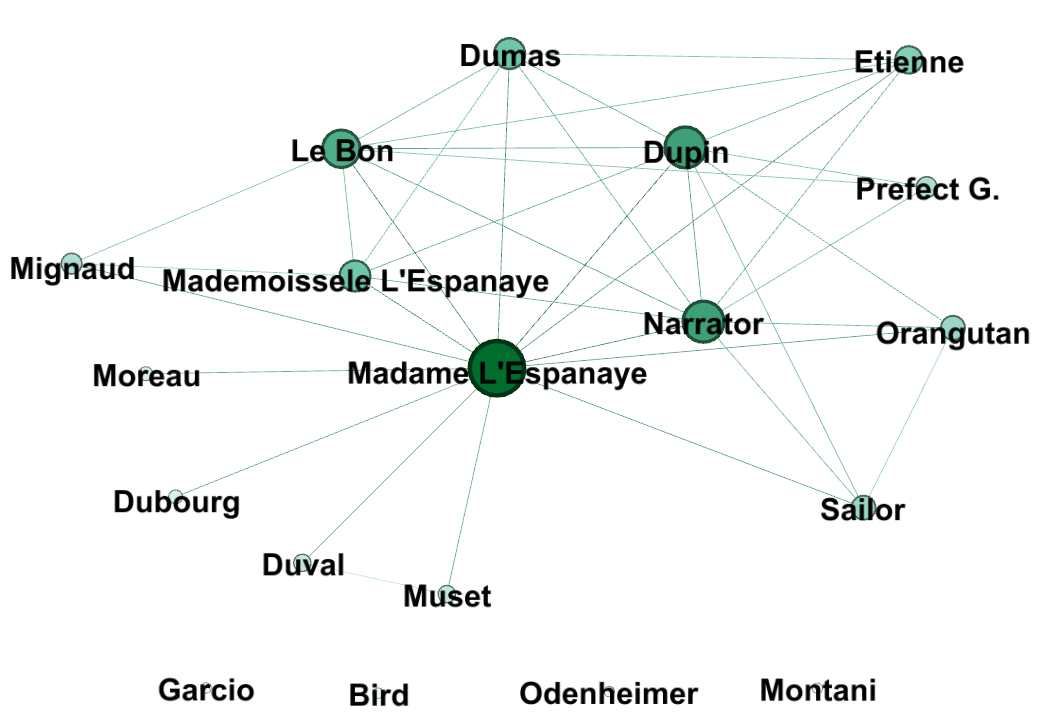 Dumas
Etienne
Le Bon
Dupin
Prefect G.
Mignaud
Mademoissele L'Espanaye
Narrator
Orangutan
Moreau
Madame L'Espanaye
Dubourg
Sailor
Duval
Muset
Garcio
Bird
Odenheimer
Montani